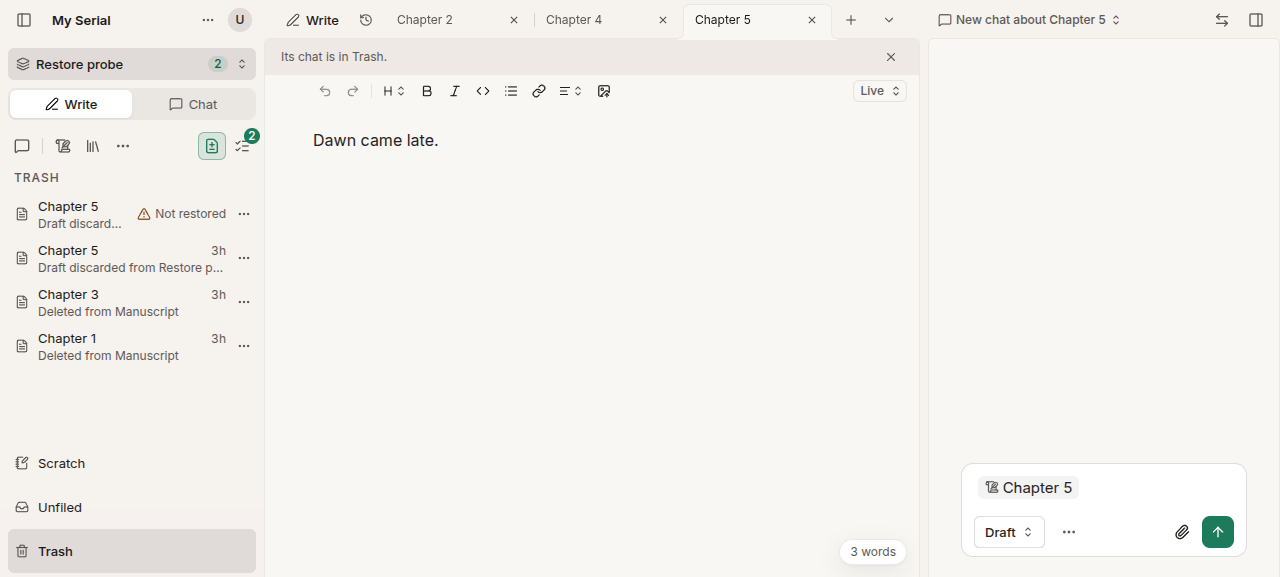 My Serial
U
Write
Chapter 2
Chapter 4
Chapter 5
New chat about Chapter 5
Restore probe
2
Its chat is in Trash.
Write
Chat
H
B
I
Live
2
Dawn came late.
TRASH
Chapter 5
Draft discard...
Not restored
Chapter 5
3h
Draft discarded from Restore p...
Chapter 3
3h
Deleted from Manuscript
Chapter 1
3h
Deleted from Manuscript
Scratch
Unfiled
Trash
3 words
Chapter 5
Draft